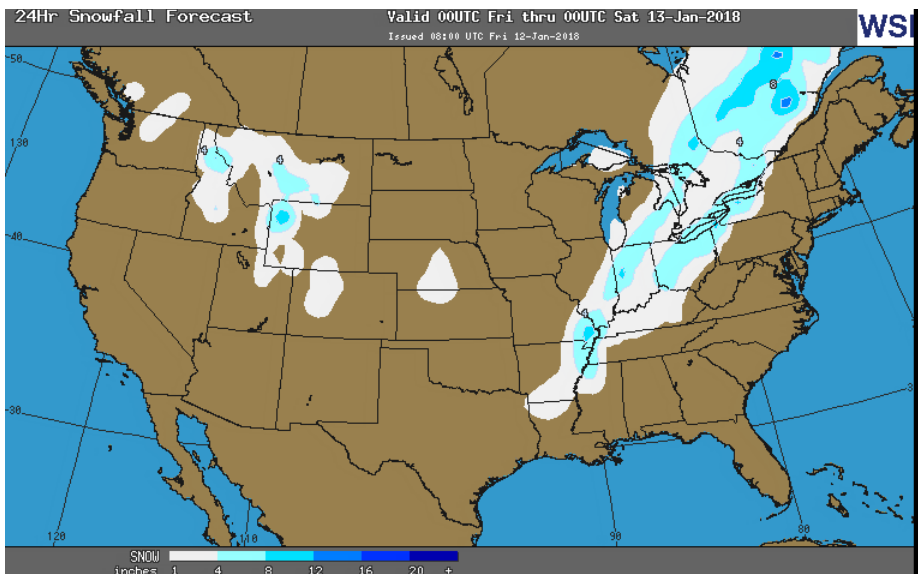 24Hr Snowfall Forecast
Valid 00UTC Fri thru 00UTC Sat 13-Jan-2018
Issued 08:00 UTC Fri 12-Jan-2018
WSI
-50
8
130
4
4
4
-40
4
-30
120
110
90
80
SNOW
inches 1 4 8 12 16 20 +